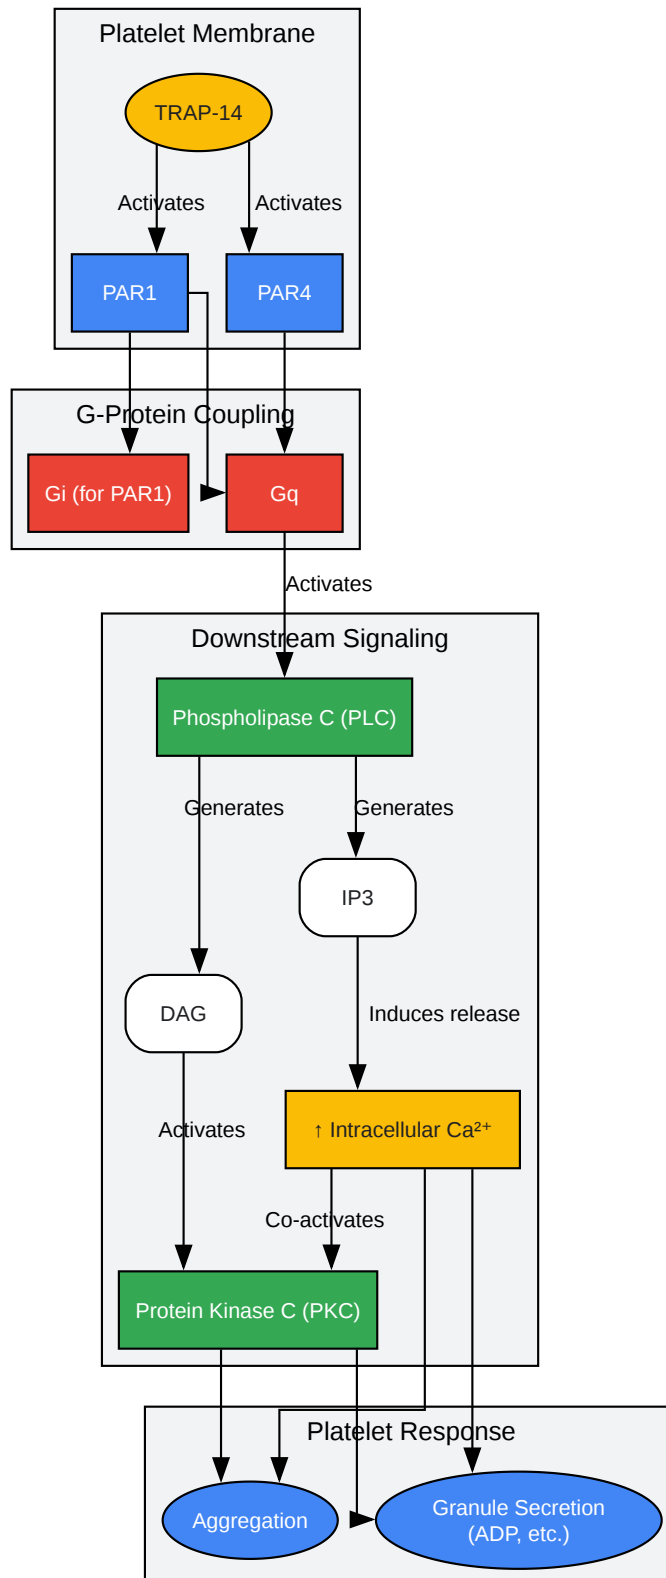 Platelet Membrane
TRAP-14
Activates
Activates
PAR1
PAR4
G-Protein Coupling
Gi (for PAR1)
Gq
Activates
Downstream Signaling
Phospholipase C (PLC)
Generates
Generates
IP3
DAG
Induces release
Activates
↑ Intracellular Ca²⁺
Co-activates
Protein Kinase C (PKC)
Platelet Response
Aggregation
Granule Secretion
(ADP, etc.)